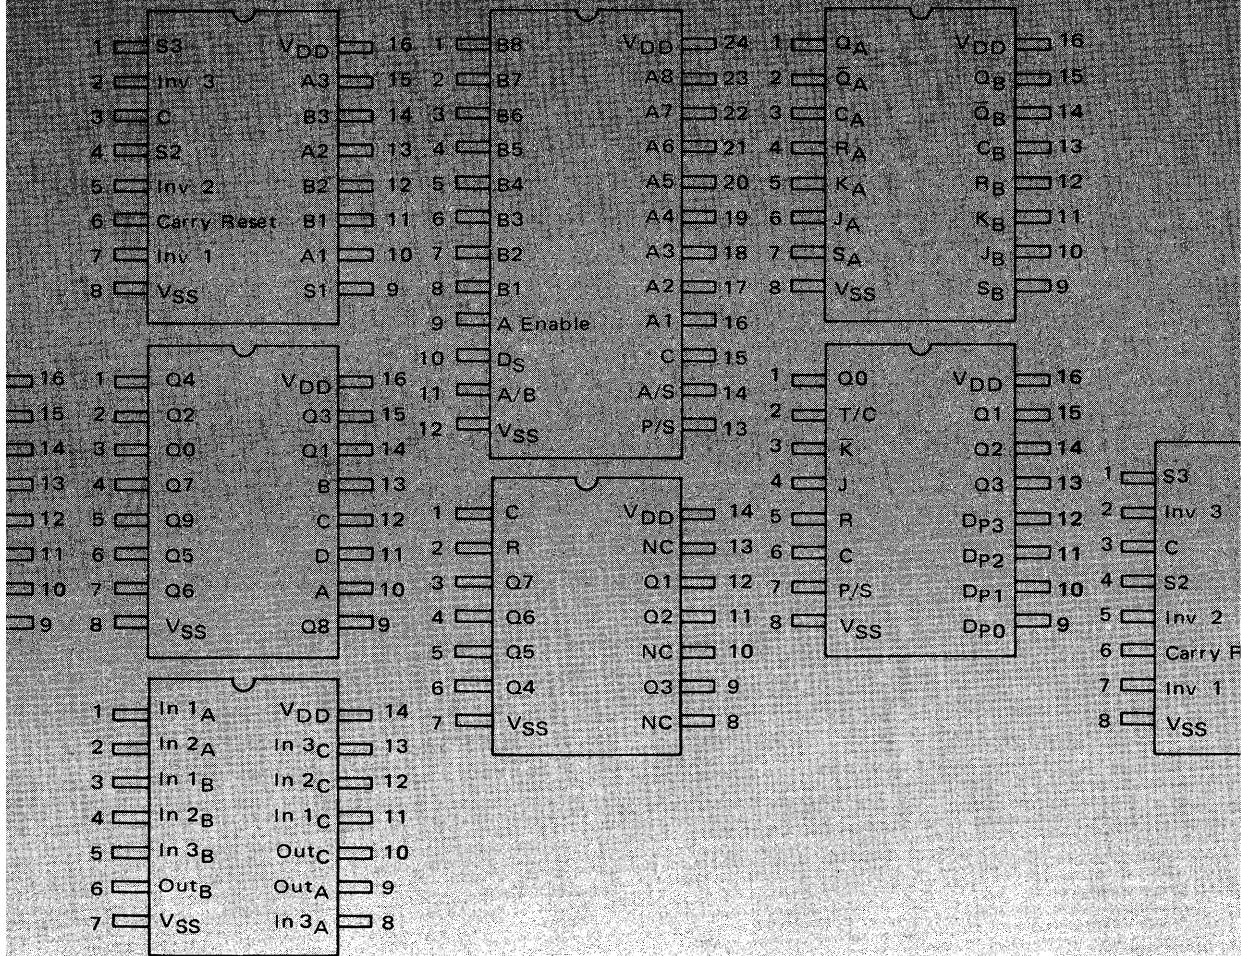 1 S3 VDD 16
2 Inv 3 A3 15
3 C B3 14
4 S2 A2 13
5 Inv 2 B2 12
6 Carry Reset B1 11
7 Inv 1 A1 10
8 VSS S1 9
1 B8 VDD 24
2 B7 A8 23
3 B6 A7 22
4 B5 A6 21
5 B4 A5 20
6 B3 A4 19
7 B2 A3 18
8 B1 A2 17
9 A Enable A1 16
10 DS C 15
11 A/B A/S 14
12 VSS P/S 13
1 QA VDD 16
2 Q̅A QB 15
3 CA Q̅B 14
4 RA CB 13
5 KA RB 12
6 JA KB 11
7 SA JB 10
8 VSS SB 9
16
15
14
13
12
11
10
9
1 Q4 VDD 16
2 Q2 Q3 15
3 Q0 Q1 14
4 Q7 B 13
5 Q9 C 12
6 Q5 D 11
7 Q6 A 10
8 VSS Q8 9
1 C VDD 14
2 R NC 13
3 Q7 Q1 12
4 Q6 Q2 11
5 Q5 NC 10
6 Q4 Q3 9
7 VSS NC 8
1 Q0 VDD 16
2 T/C Q1 15
3 K̅ Q2 14
4 J Q3 13
5 R DP3 12
6 C DP2 11
7 P/S DP1 10
8 VSS DP0 9
1 S3
2 Inv 3
3 C
4 S2
5 Inv 2
6 Carry R
7 Inv 1
8 VSS
1 In 1A VDD 14
2 In 2A In 3C 13
3 In 1B In 2C 12
4 In 2B In 1C 11
5 In 3B OutC 10
6 OutB OutA 9
7 VSS In 3A 8